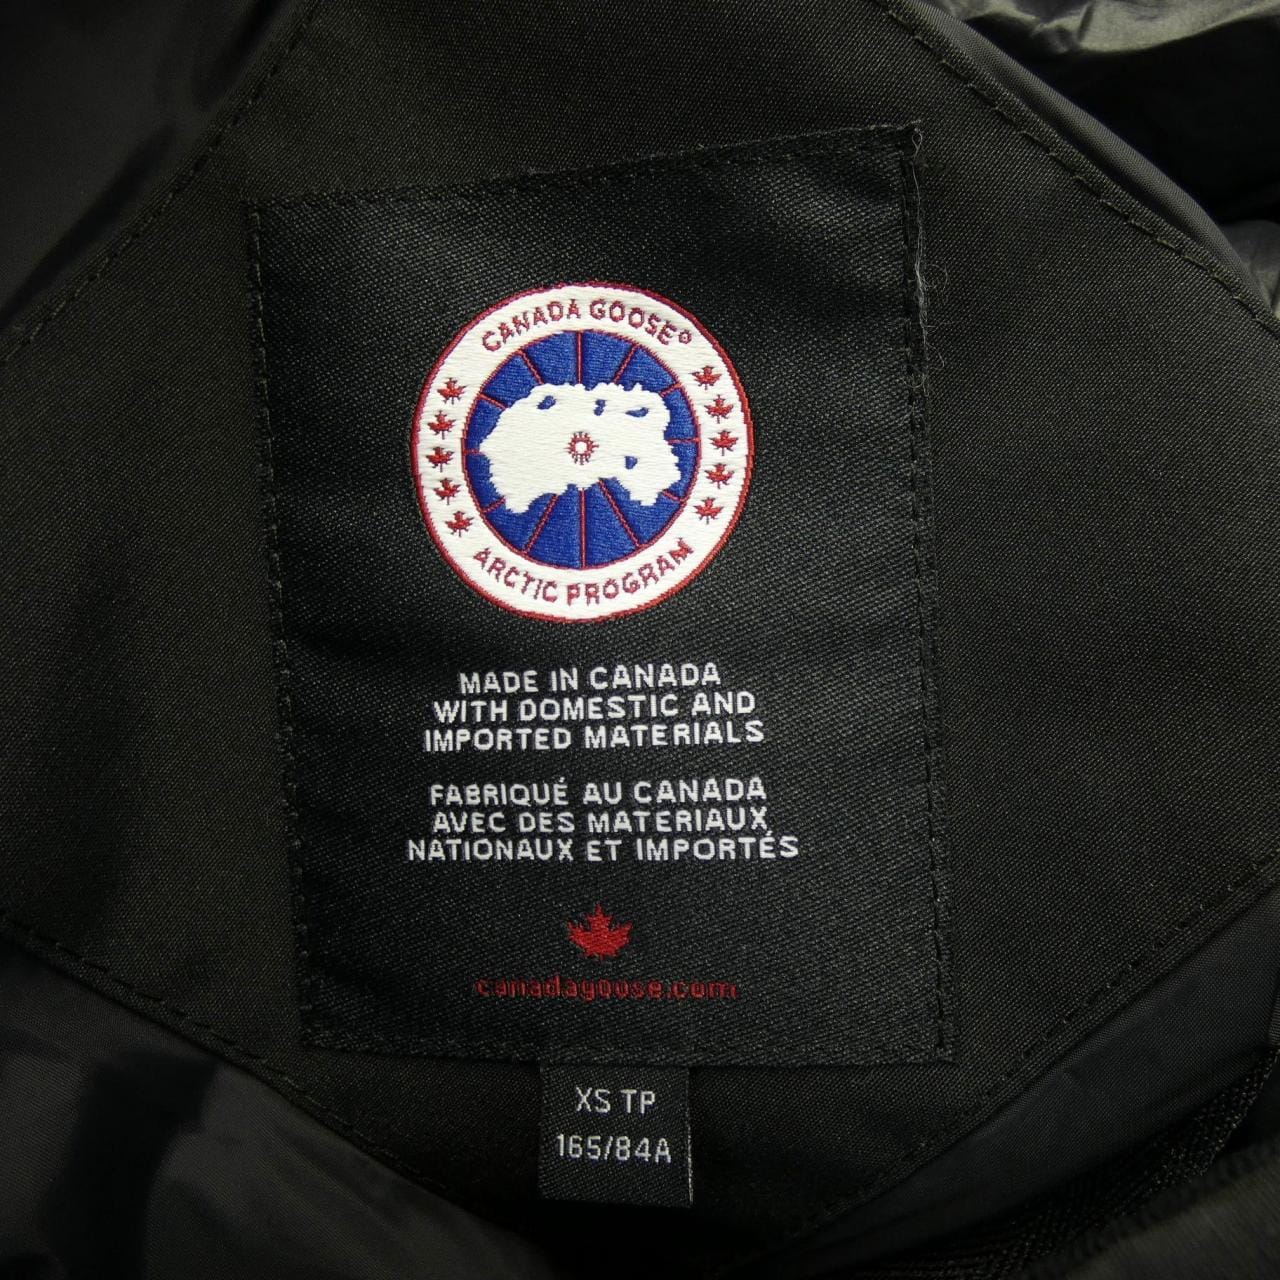 CANADA GOOSE®
ARCTIC PROGRAM
MADE IN CANADA
WITH DOMESTIC AND
IMPORTED MATERIALS
FABRIQUÉ AU CANADA
AVEC DES MATERIAUX
NATIONAUX ET IMPORTÉS
canadagoose.com
XS TP
165/84A